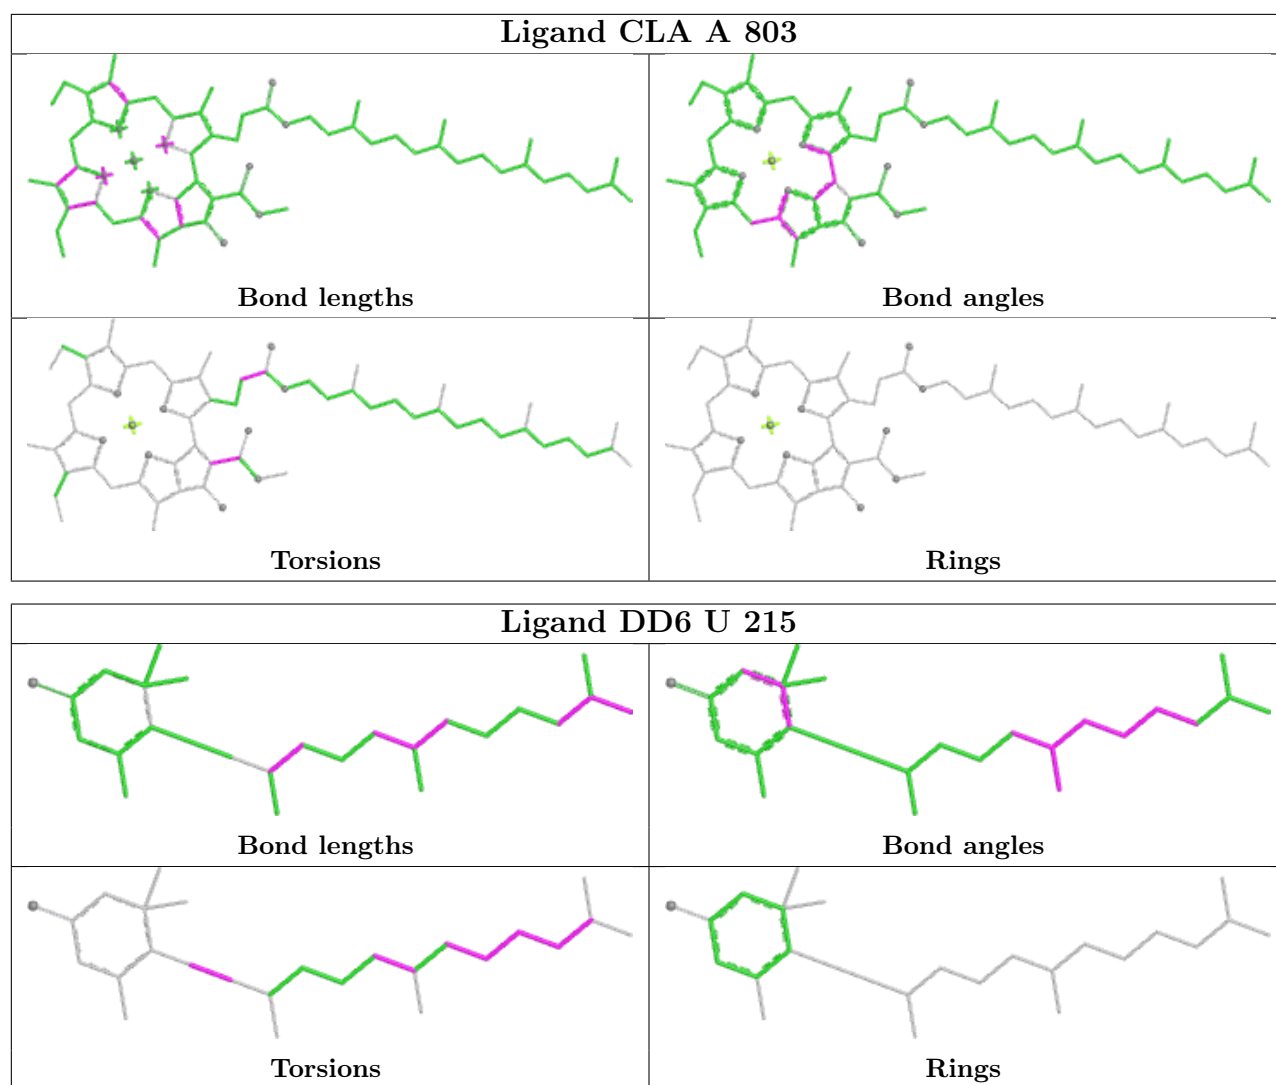 Ligand CLA A 803
Bond lengths
Bond angles
Torsions
Rings
Ligand DD6 U 215
Bond lengths
Bond angles
Torsions
Rings